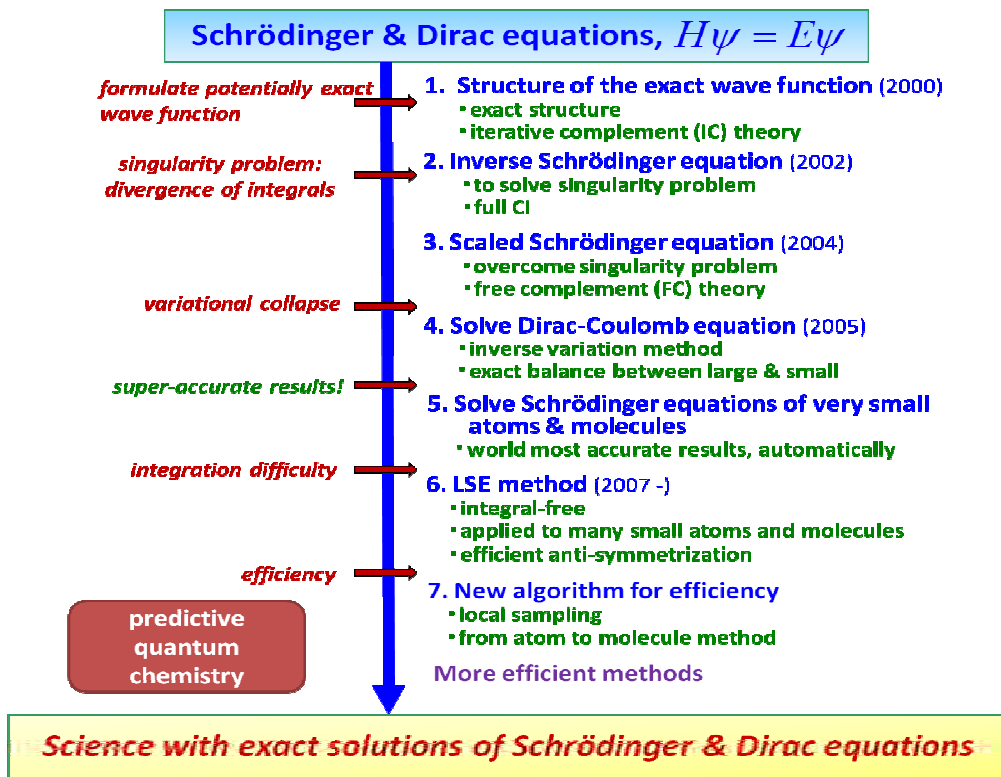 Schrödinger & Dirac equations, Hψ = Eψ
formulate potentially exact
wave function
1. Structure of the exact wave function (2000)
・exact structure
・iterative complement (IC) theory
singularity problem:
divergence of integrals
2. Inverse Schrödinger equation (2002)
・to solve singularity problem
・full CI
3. Scaled Schrödinger equation (2004)
・overcome singularity problem
・free complement (FC) theory
variational collapse
4. Solve Dirac-Coulomb equation (2005)
・inverse variation method
・exact balance between large & small
super-accurate results!
5. Solve Schrödinger equations of very small
atoms & molecules
・world most accurate results, automatically
integration difficulty
6. LSE method (2007 -)
・integral-free
・applied to many small atoms and molecules
・efficient anti-symmetrization
efficiency
7. New algorithm for efficiency
・local sampling
・from atom to molecule method
predictive
quantum
chemistry
More efficient methods
Science with exact solutions of Schrödinger & Dirac equations